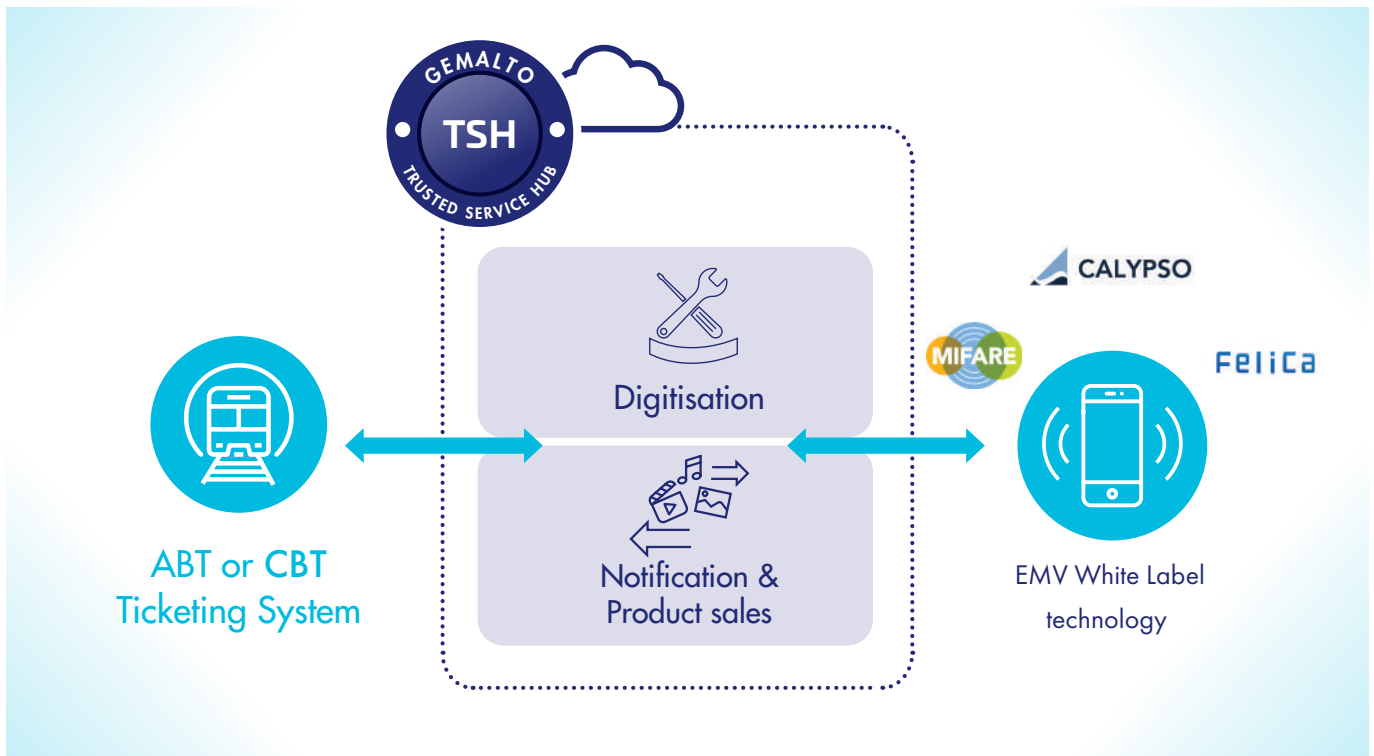 GEMALTO
TSH
TRUSTED SERVICE HUB
CALYPSO
MIFARE
FeliCa
Digitisation
ABT or CBT
Ticketing System
Notification &
Product sales
EMV White Label
technology